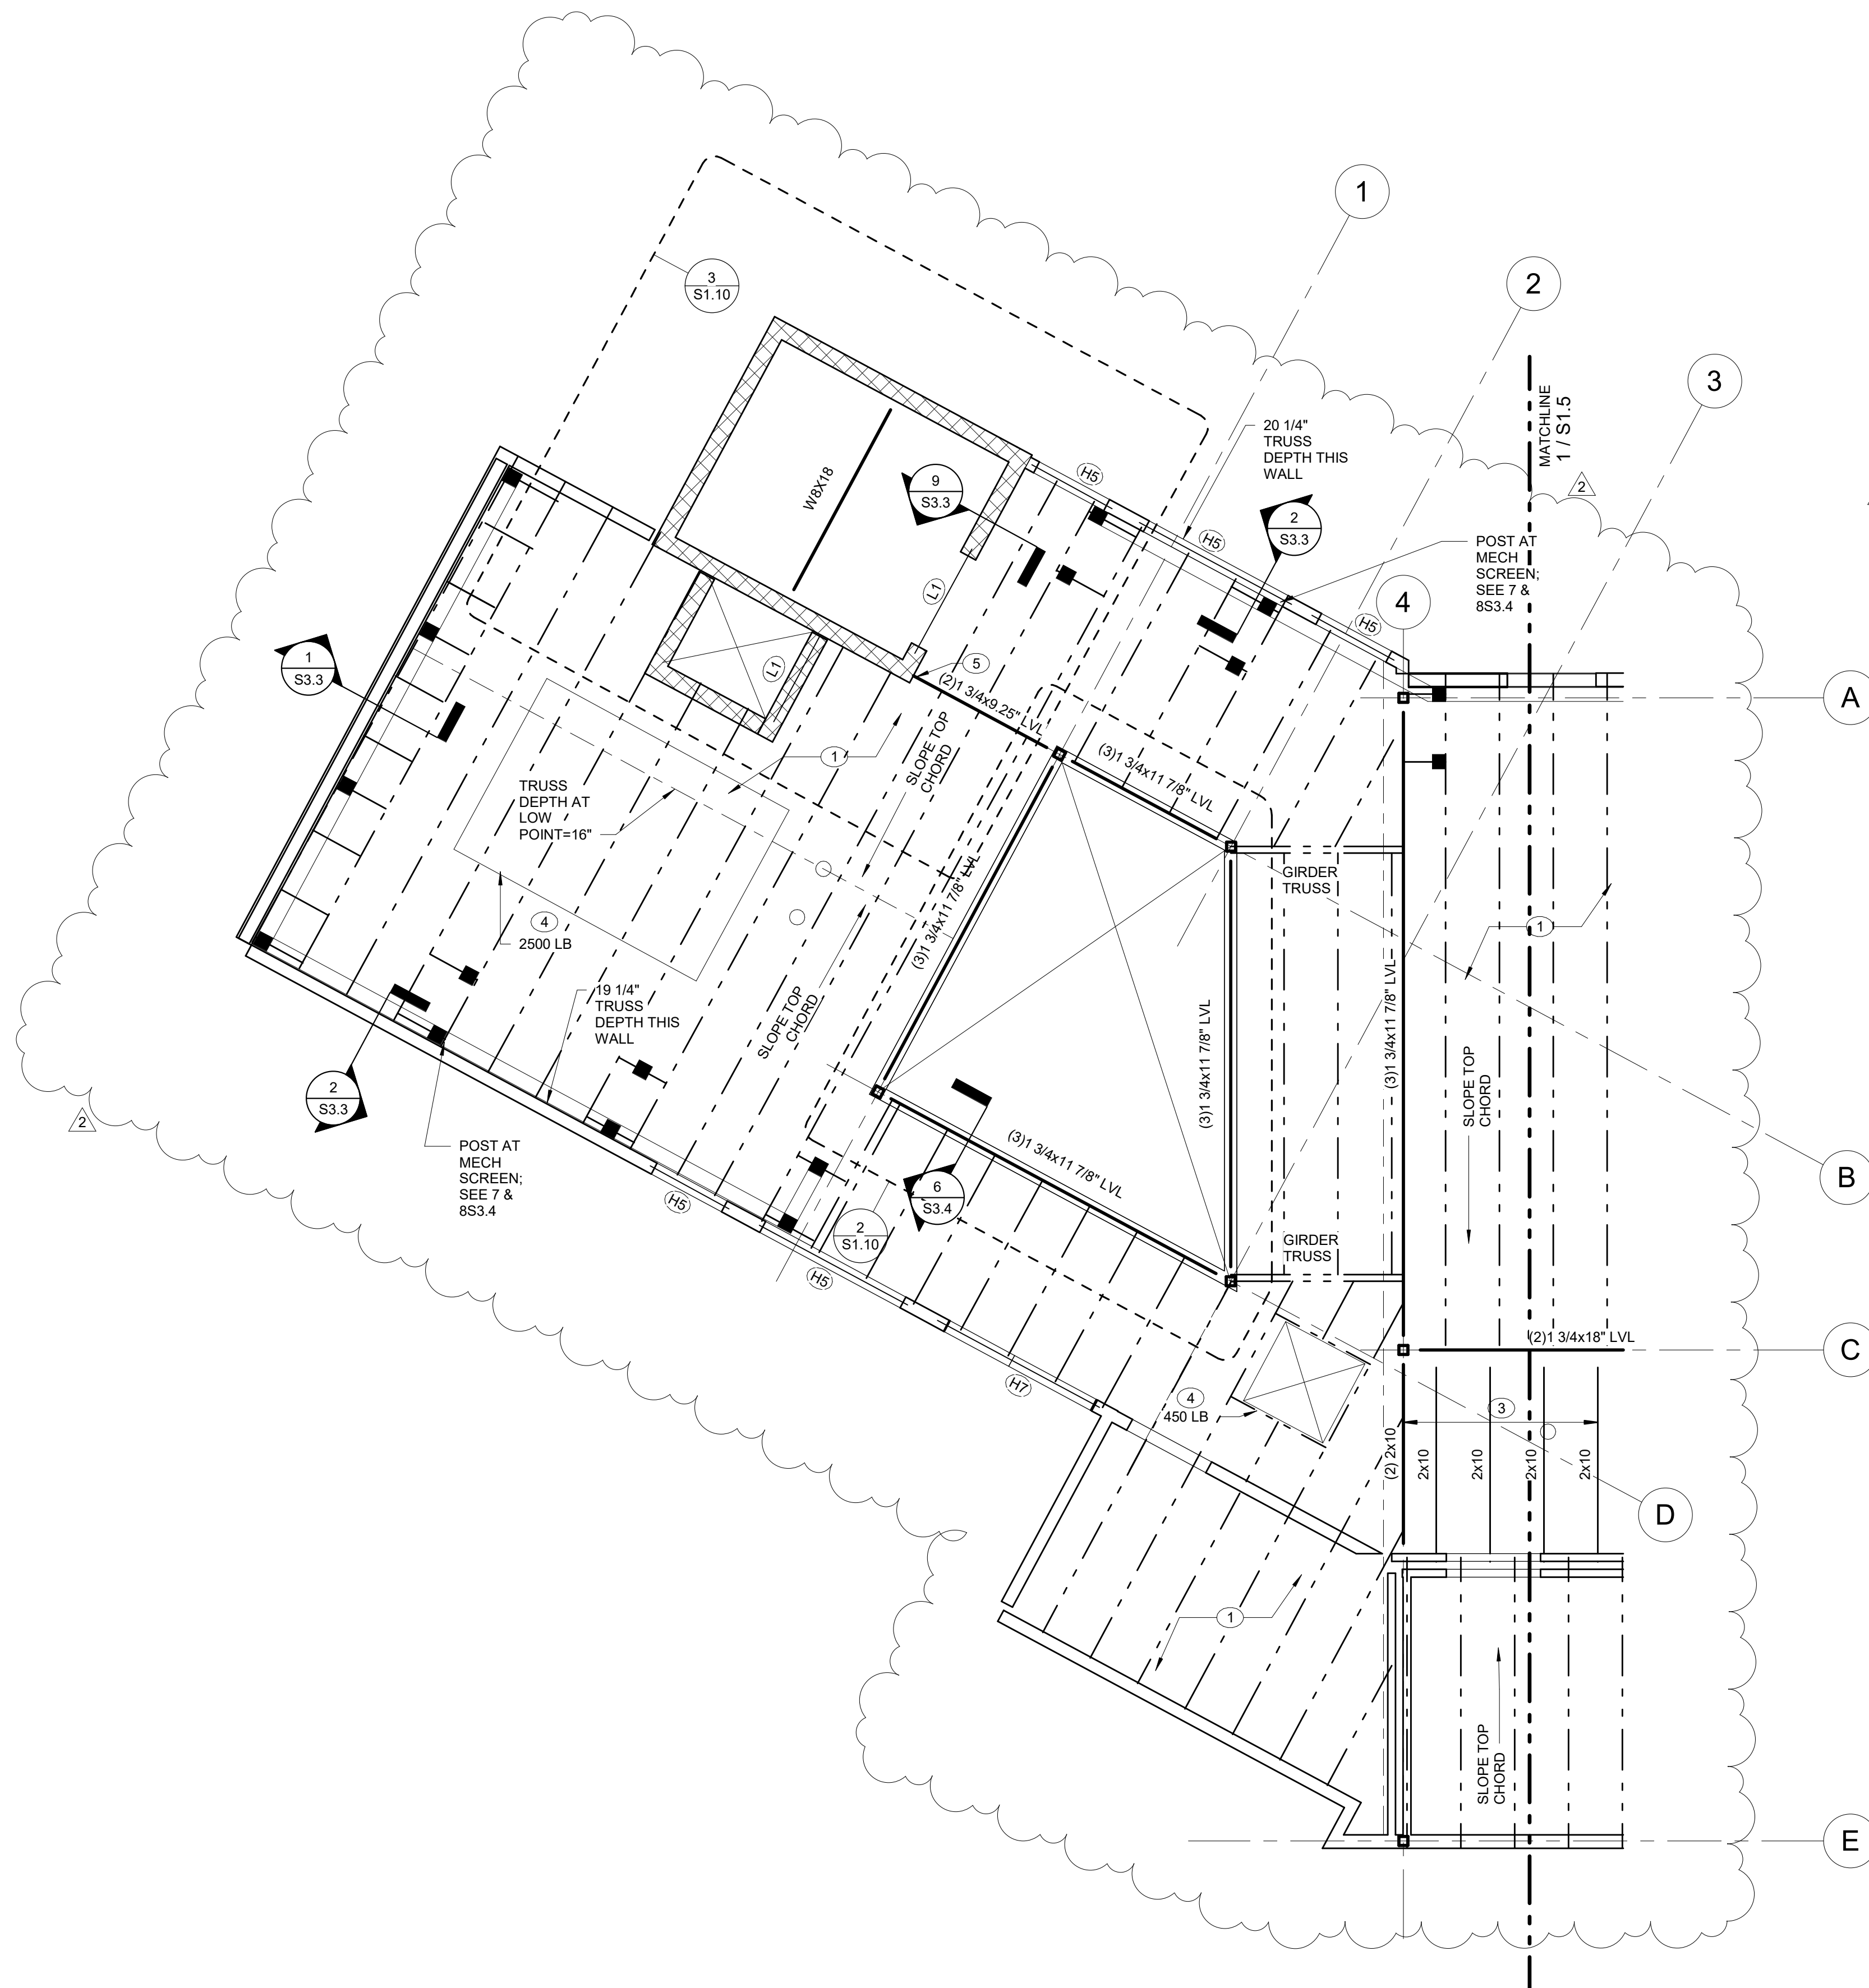 1
2
3
3
S1.10
MATCHLINE
1 / S1.5
2
20 1/4"
TRUSS
DEPTH THIS
WALL
H5
W8X18
9
S3.3
H5
2
S3.3
POST AT
MECH
SCREEN;
SEE 7 &
8S3.4
4
L1
H5
1
S3.3
5
L1
(2)1 3/4x9.25" LVL
A
SLOPE TOP
CHORD
1
(3)1 3/4x11 7/8" LVL
TRUSS
DEPTH AT
LOW
POINT=16"
GIRDER
TRUSS
4
2500 LB
(3)1 3/4x11 7/8" LVL
1
19 1/4"
TRUSS
DEPTH THIS
WALL
SLOPE TOP
CHORD
(3)1 3/4x11 7/8" LVL
(3)1 3/4x11 7/8" LVL
SLOPE TOP
CHORD
2
S3.3
2
POST AT
MECH
SCREEN;
SEE 7 &
8S3.4
(3)1 3/4x11 7/8" LVL
B
H5
6
S3.4
2
S1.10
GIRDER
TRUSS
H5
(2)1 3/4x18" LVL
C
H7
4
450 LB
3
(2) 2x10
2x10
2x10
2x10
2x10
D
1
SLOPE TOP
CHORD
E